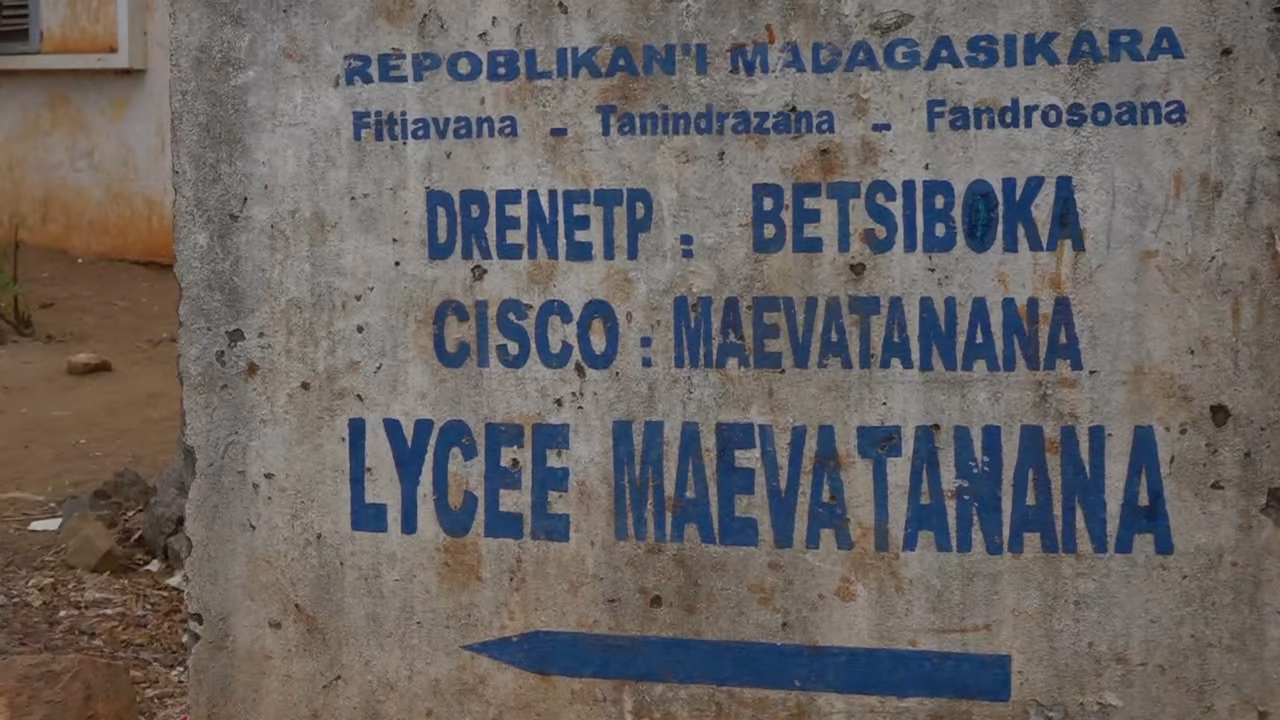 REPOBLIKAN'I MADAGASIKARA
Fitiavana - Tanindrazana - Fandrosoana
DRENETP : BETSIBOKA
CISCO : MAEVATANANA
LYCEE MAEVATANANA